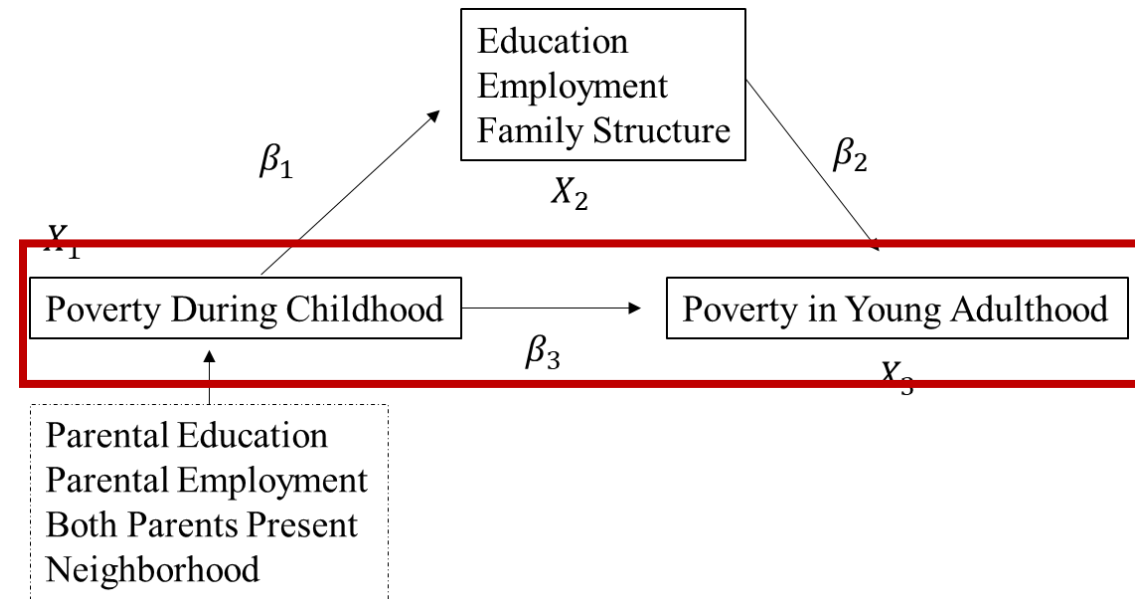 Education
Employment
Family Structure
β₁
β₂
X₂
X₁
Poverty During Childhood
Poverty in Young Adulthood
β₃
X₃
Parental Education
Parental Employment
Both Parents Present
Neighborhood